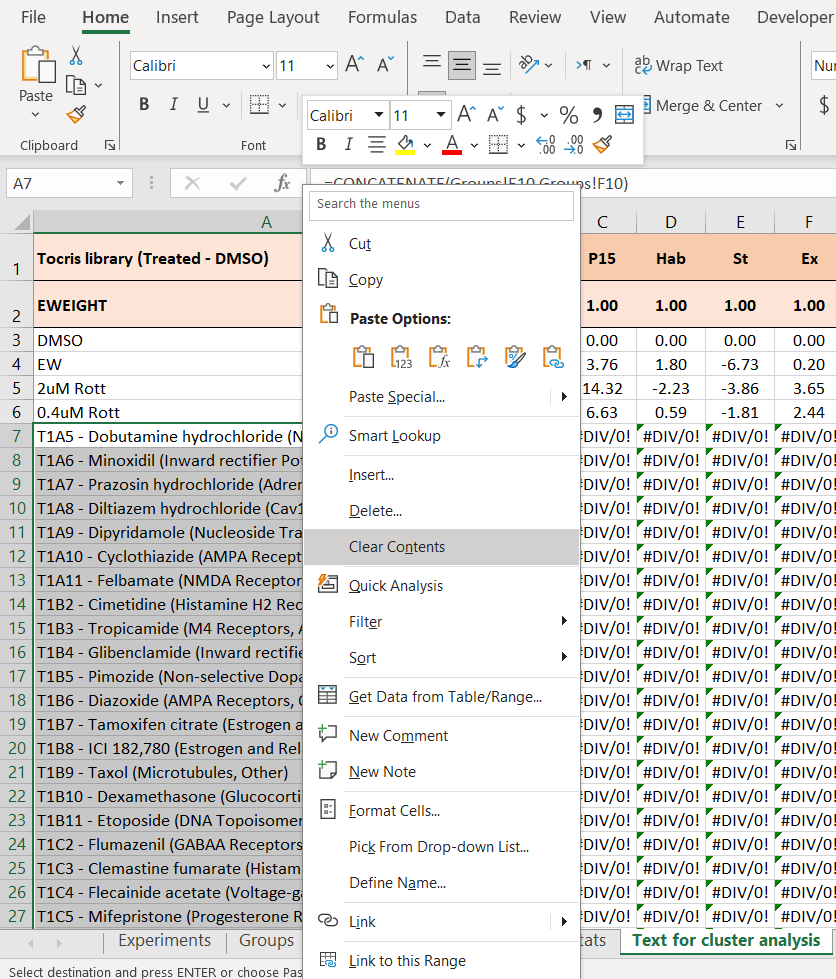 File Home Insert Page Layout Formulas Data Review View Automate Developer
Calibri 11 Wrap Text
Paste B I U Merge & Center $
Clipboard Font
Calibri 11 $ %
B I A
A7 fx =CONCATENATE(Groups!E10,Groups!F10)
A C D E F
1 Tocris library (Treated - DMSO) P15 Hab St Ex
2 EWEIGHT 1.00 1.00 1.00 1.00
3 DMSO 0.00 0.00 0.00 0.00
4 EW 3.76 1.80 -6.73 0.20
5 2uM Rott 14.32 -2.23 -3.86 3.65
6 0.4uM Rott 6.63 0.59 -1.81 2.44
7 T1A5 - Dobutamine hydrochloride (N #DIV/0! #DIV/0! #DIV/0! #DIV/0!
8 T1A6 - Minoxidil (Inward rectifier Pot #DIV/0! #DIV/0! #DIV/0! #DIV/0!
9 T1A7 - Prazosin hydrochloride (Adrer #DIV/0! #DIV/0! #DIV/0! #DIV/0!
10 T1A8 - Diltiazem hydrochloride (Cav1 #DIV/0! #DIV/0! #DIV/0! #DIV/0!
11 T1A9 - Dipyridamole (Nucleoside Tra #DIV/0! #DIV/0! #DIV/0! #DIV/0!
12 T1A10 - Cyclothiazide (AMPA Recept #DIV/0! #DIV/0! #DIV/0! #DIV/0!
13 T1A11 - Felbamate (NMDA Receptor #DIV/0! #DIV/0! #DIV/0! #DIV/0!
14 T1B2 - Cimetidine (Histamine H2 Rec #DIV/0! #DIV/0! #DIV/0! #DIV/0!
15 T1B3 - Tropicamide (M4 Receptors, A #DIV/0! #DIV/0! #DIV/0! #DIV/0!
16 T1B4 - Glibenclamide (Inward rectifie #DIV/0! #DIV/0! #DIV/0! #DIV/0!
17 T1B5 - Pimozide (Non-selective Dopa #DIV/0! #DIV/0! #DIV/0! #DIV/0!
18 T1B6 - Diazoxide (AMPA Receptors, #DIV/0! #DIV/0! #DIV/0! #DIV/0!
19 T1B7 - Tamoxifen citrate (Estrogen a #DIV/0! #DIV/0! #DIV/0! #DIV/0!
20 T1B8 - ICI 182,780 (Estrogen and Rel #DIV/0! #DIV/0! #DIV/0! #DIV/0!
21 T1B9 - Taxol (Microtubules, Other) #DIV/0! #DIV/0! #DIV/0! #DIV/0!
22 T1B10 - Dexamethasone (Glucocorti #DIV/0! #DIV/0! #DIV/0! #DIV/0!
23 T1B11 - Etoposide (DNA Topoisomer #DIV/0! #DIV/0! #DIV/0! #DIV/0!
24 T1C2 - Flumazenil (GABAA Receptors #DIV/0! #DIV/0! #DIV/0! #DIV/0!
25 T1C3 - Clemastine fumarate (Histam #DIV/0! #DIV/0! #DIV/0! #DIV/0!
26 T1C4 - Flecainide acetate (Voltage-ga #DIV/0! #DIV/0! #DIV/0! #DIV/0!
27 T1C5 - Mifepristone (Progesterone R #DIV/0! #DIV/0! #DIV/0! #DIV/0!
Search the menus
Cut
Copy
Paste Options:
123 fx
Paste Special...
Smart Lookup
Insert...
Delete...
Clear Contents
Quick Analysis
Filter
Sort
Get Data from Table/Range...
New Comment
New Note
Format Cells...
Pick From Drop-down List...
Define Name...
Link
Link to this Range
Experiments Groups tats Text for cluster analysis
Select destination and press ENTER or choose Pas